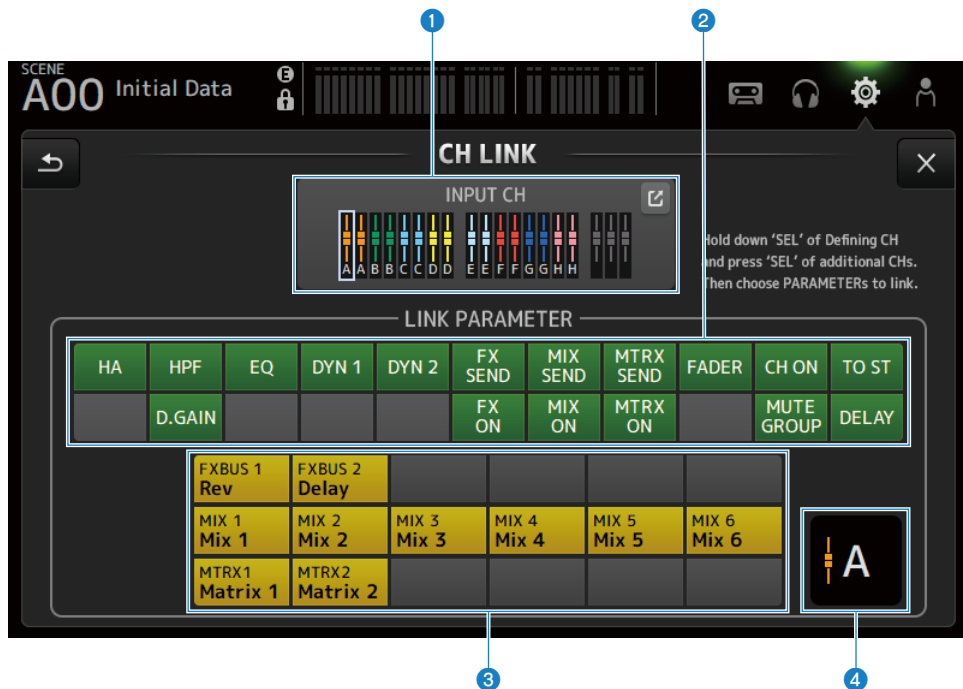 1
2
SCENE
A00 Initial Data
E
CH LINK
INPUT CH
A A B B C C D D E E F F G G H H
Hold down 'SEL' of Defining CH
and press 'SEL' of additional CHs.
Then choose PARAMETERs to link.
LINK PARAMETER
HA HPF EQ DYN 1 DYN 2 FX SEND MIX SEND MTRX SEND FADER CH ON TO ST
D.GAIN FX ON MIX ON MTRX ON MUTE GROUP DELAY
FXBUS 1 FXBUS 2
Rev Delay
MIX 1 MIX 2 MIX 3 MIX 4 MIX 5 MIX 6
Mix 1 Mix 2 Mix 3 Mix 4 Mix 5 Mix 6
MTRX1 MTRX2
Matrix 1 Matrix 2
A
3
4